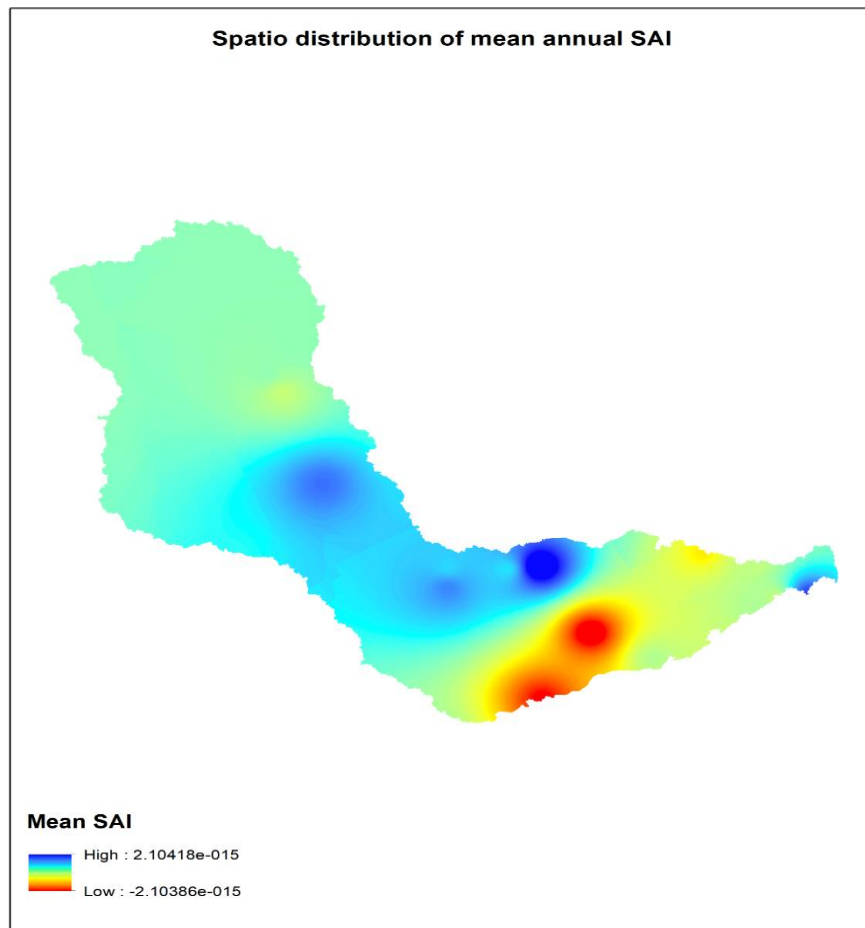 Spatio distribution of mean annual SAI
Mean SAI
High : 2.10418e-015
Low : -2.10386e-015